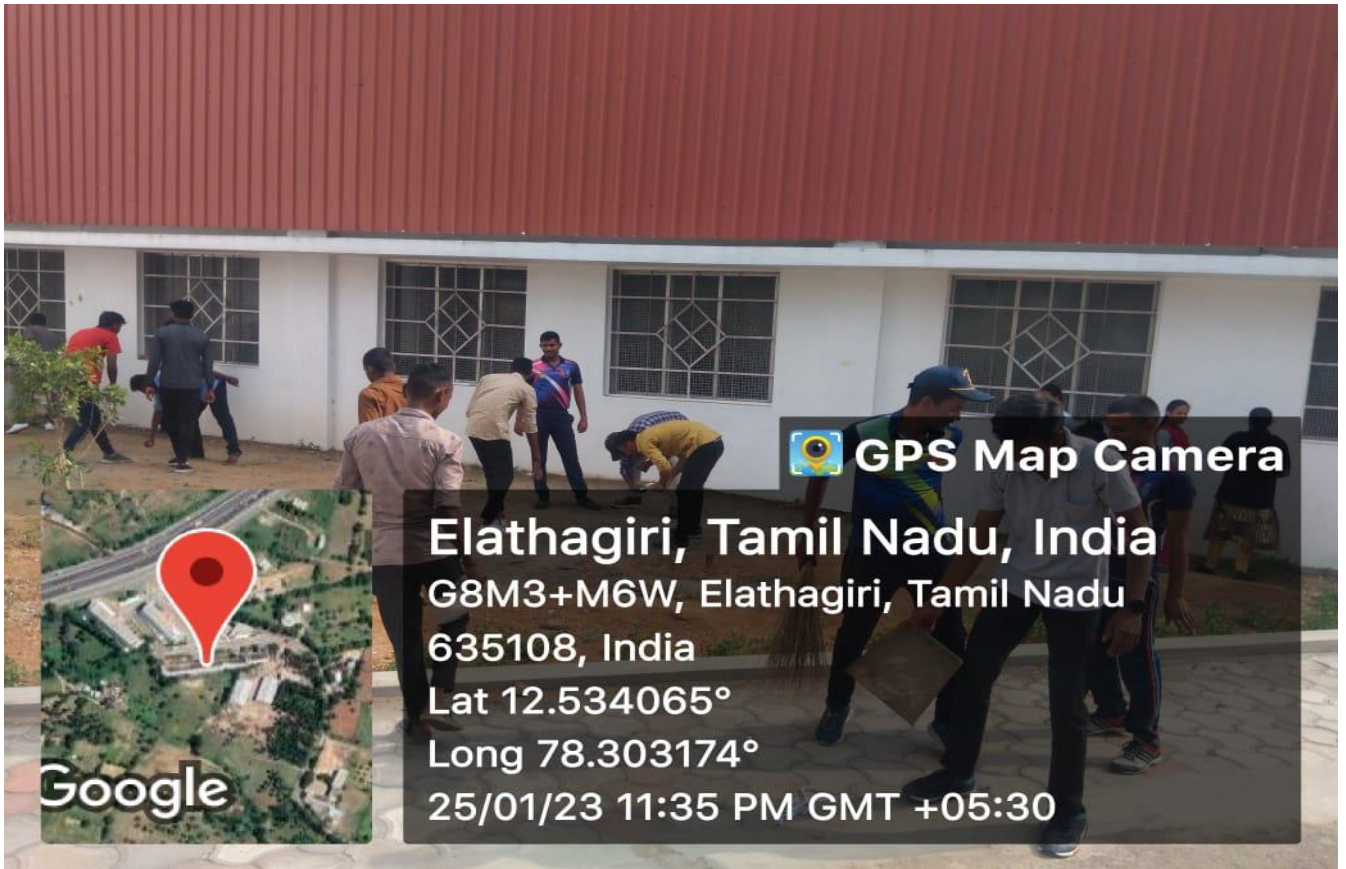 GPS Map Camera
Elathagiri, Tamil Nadu, India
G8M3+M6W, Elathagiri, Tamil Nadu
635108, India
Lat 12.534065°
Long 78.303174°
25/01/23 11:35 PM GMT +05:30
Google